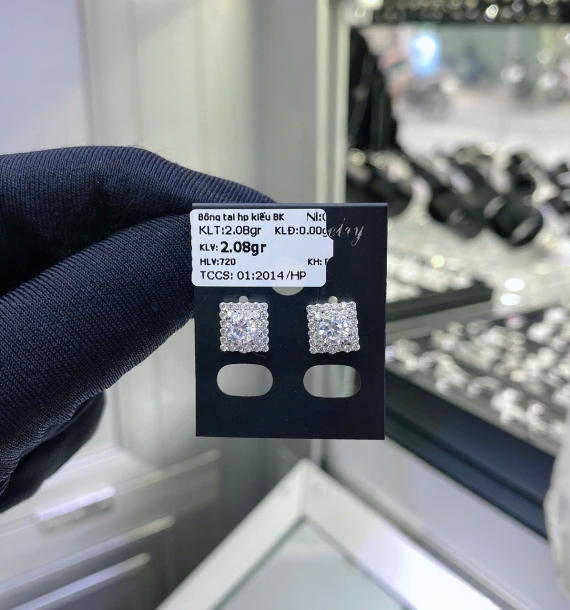 Bông tai hp kiểu BK
KLT:2.08gr KLĐ:0.00g
KLV: 2.08gr
HLV:720 KH:
TCCS: 01:2014/HP